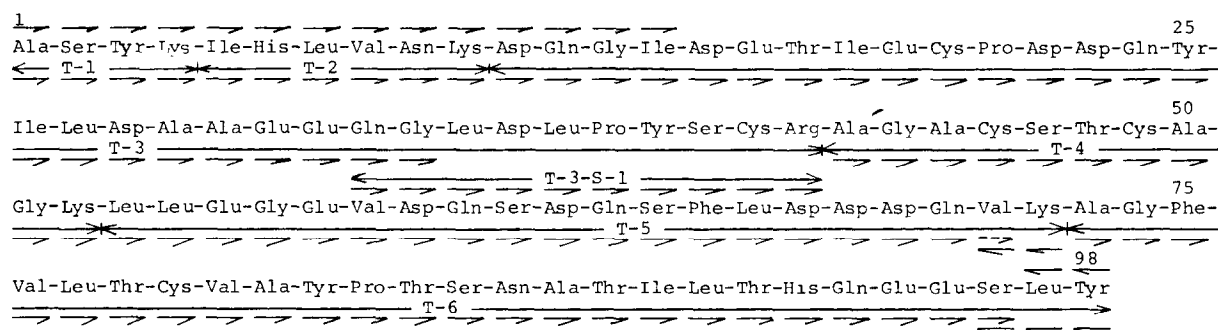 1
Ala-Ser-Tyr-Lys-Ile-His-Leu-Val-Asn-Lys-Asp-Gln-Gly-Ile-Asp-Glu-Thr-Ile-Glu-Cys-Pro-Asp-Asp-Gln-Tyr- 25
T-1 T-2
Ile-Leu-Asp-Ala-Ala-Glu-Glu-Gln-Gly-Leu-Asp-Leu-Pro-Tyr-Ser-Cys-Arg-Ala-Gly-Ala-Cys-Ser-Thr-Cys-Ala- 50
T-3 T-4
T-3-S-1
Gly-Lys-Leu-Leu-Glu-Gly-Glu-Val-Asp-Gln-Ser-Asp-Gln-Ser-Phe-Leu-Asp-Asp-Asp-Gln-Val-Lys-Ala-Gly-Phe- 75
T-5
98
Val-Leu-Thr-Cys-Val-Ala-Tyr-Pro-Thr-Ser-Asn-Ala-Thr-Ile-Leu-Thr-His-Gln-Glu-Glu-Ser-Leu-Tyr
T-6